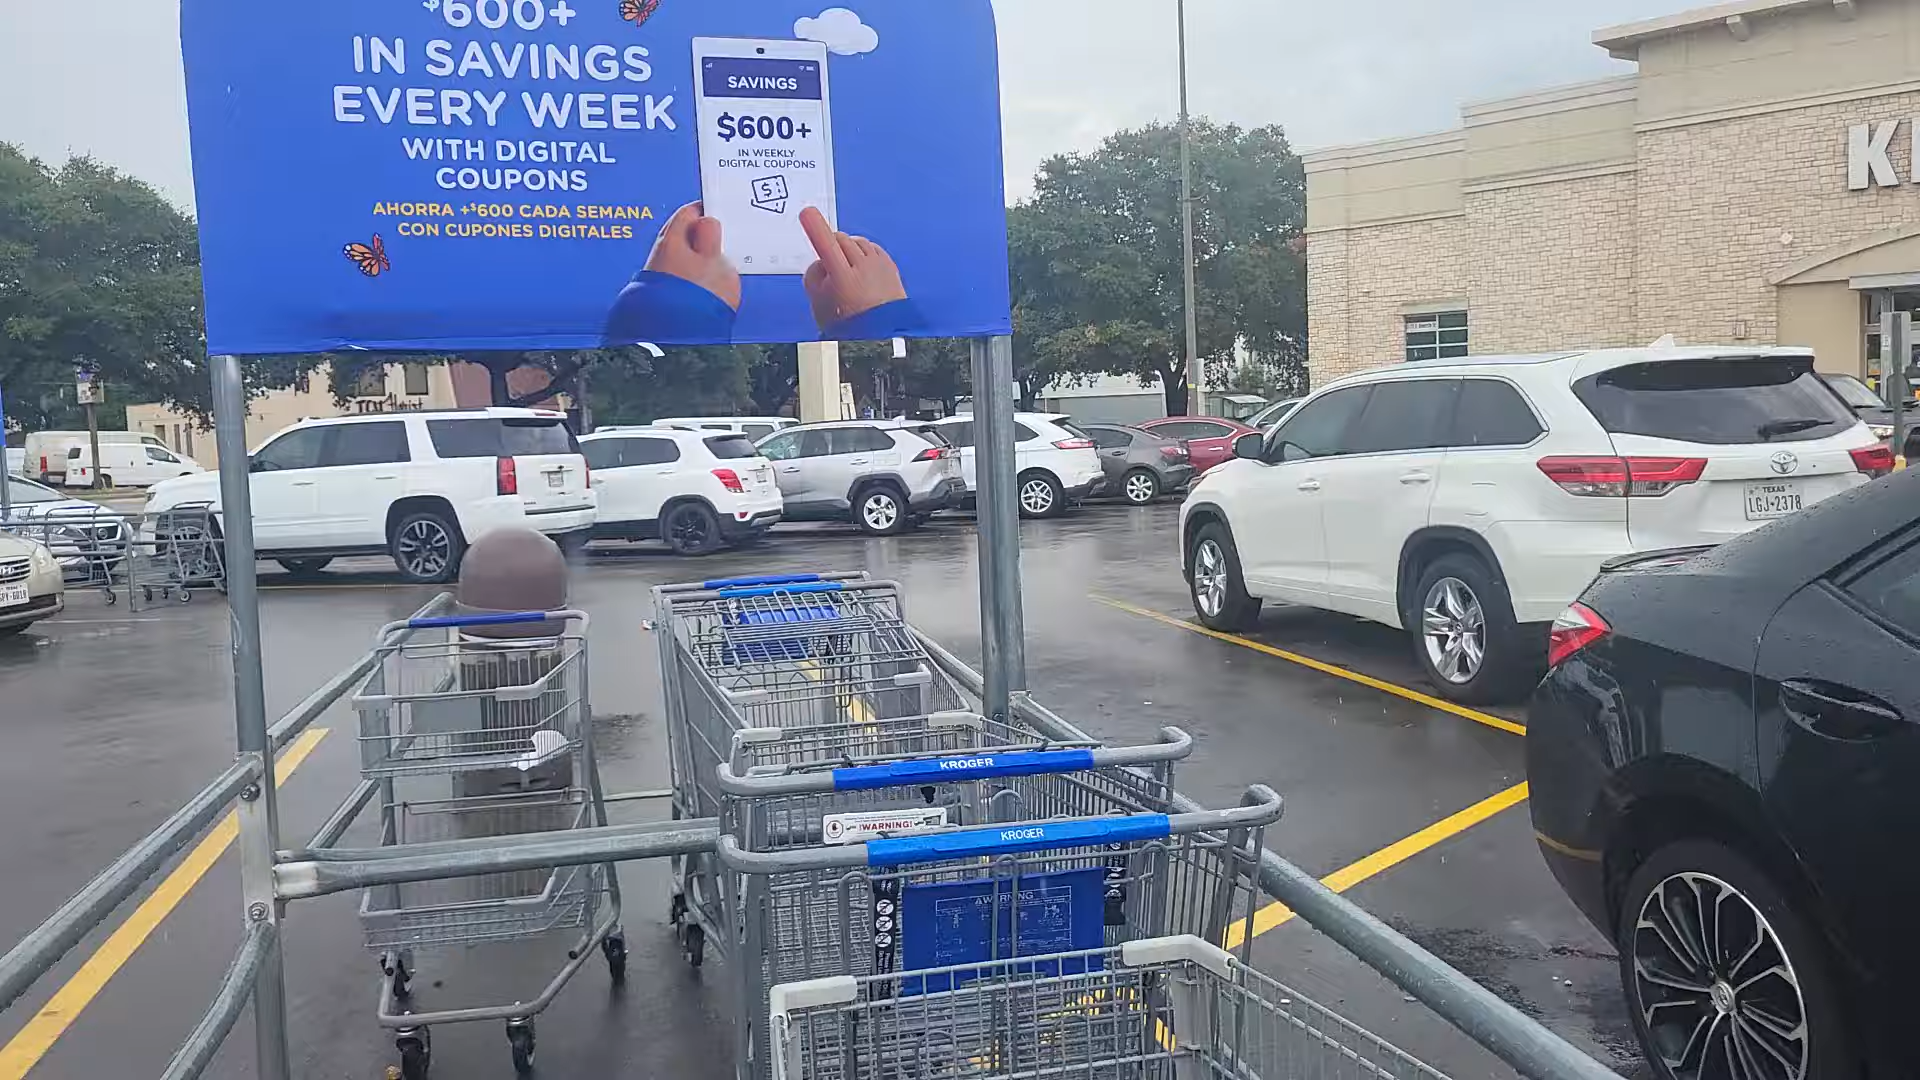 $600+
IN SAVINGS
EVERY WEEK
WITH DIGITAL
COUPONS
AHORRA +$600 CADA SEMANA
CON CUPONES DIGITALES
SAVINGS
$600+
IN WEEKLY
DIGITAL COUPONS
$
K
TEXAS
LGJ-2378
KROGER
!WARNING!
KROGER
WARNING